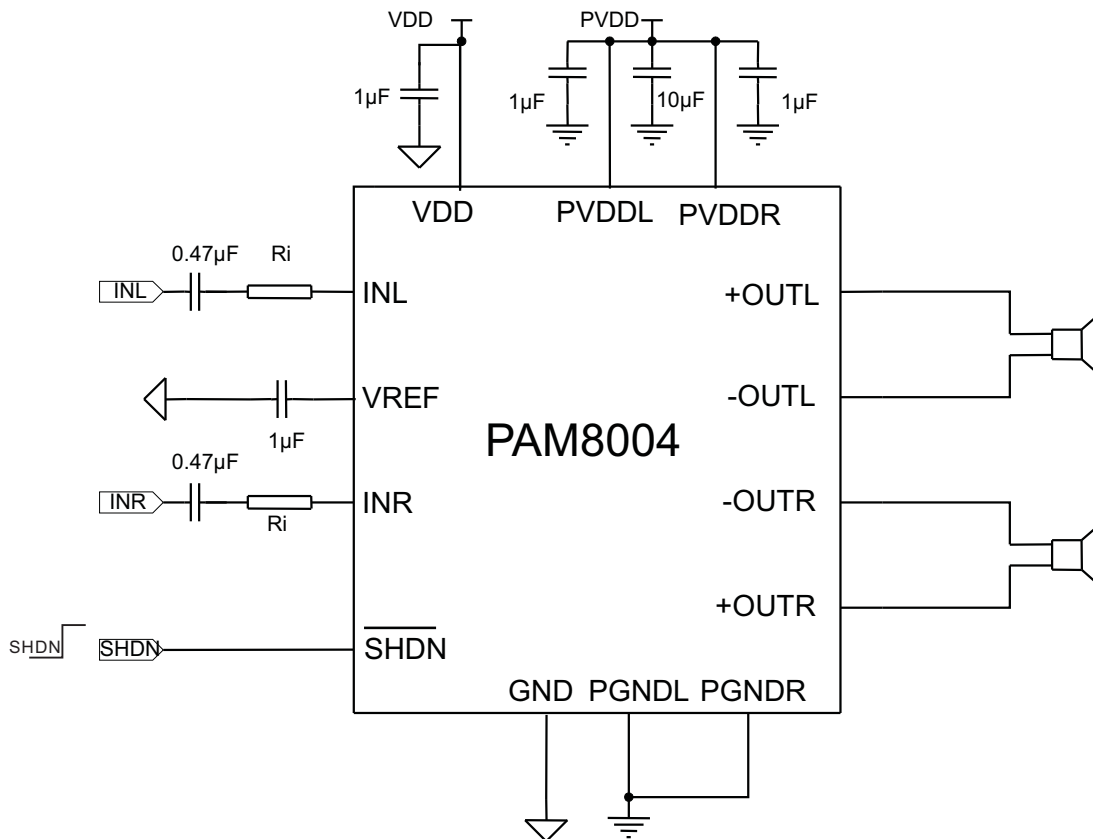 VDD
PVDD
1µF
1µF
10µF
1µF
VDD
PVDDL
PVDDR
0.47µF
Ri
INL
INL
+OUTL
VREF
-OUTL
1µF
PAM8004
0.47µF
INR
INR
-OUTR
Ri
+OUTR
SHDN
SHDN
SHDN
GND
PGNDL
PGNDR